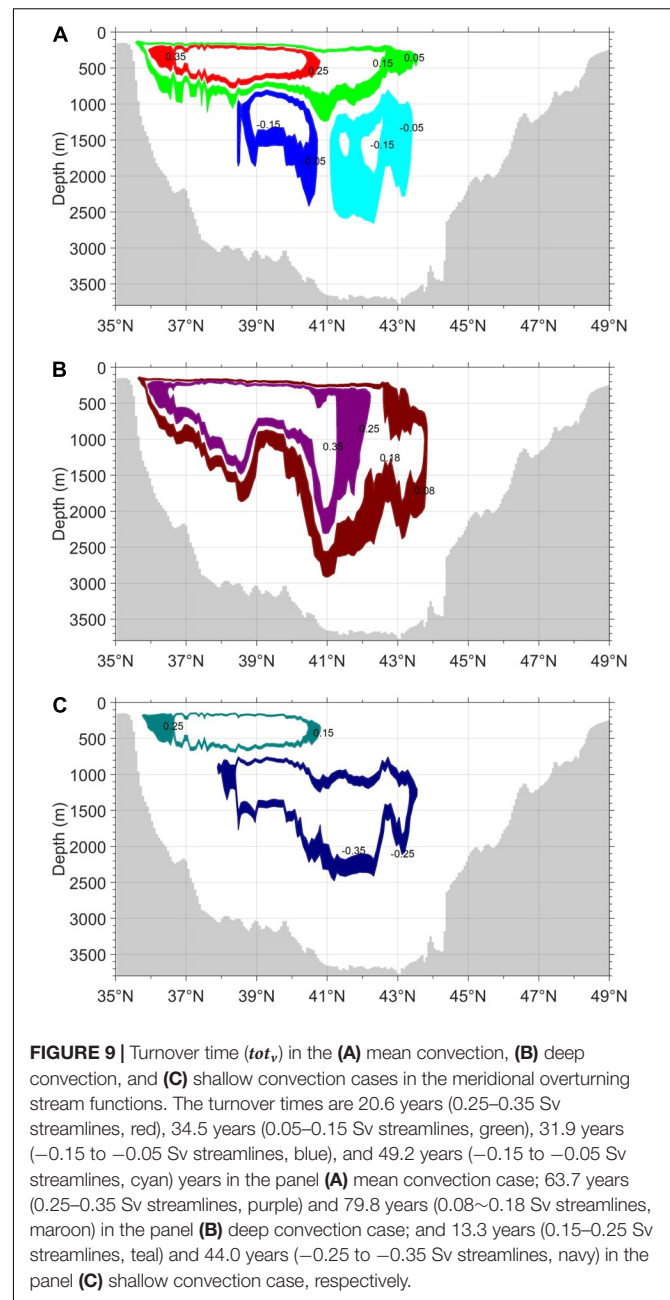 A
0
500
1000
1500
2000
2500
3000
3500
Depth (m)
0.35
0.25
0.15
0.05
-0.15
-0.05
-0.15
-0.05
35°N 37°N 39°N 41°N 43°N 45°N 47°N 49°N
B
0
500
1000
1500
2000
2500
3000
3500
Depth (m)
0.35
0.25
0.18
0.08
35°N 37°N 39°N 41°N 43°N 45°N 47°N 49°N
C
0
500
1000
1500
2000
2500
3000
3500
Depth (m)
0.25
0.15
-0.35
-0.25
35°N 37°N 39°N 41°N 43°N 45°N 47°N 49°N
FIGURE 9 | Turnover time (tot_v) in the (A) mean convection, (B) deep
convection, and (C) shallow convection cases in the meridional overturning
stream functions. The turnover times are 20.6 years (0.25–0.35 Sv
streamlines, red), 34.5 years (0.05–0.15 Sv streamlines, green), 31.9 years
(−0.15 to −0.05 Sv streamlines, blue), and 49.2 years (−0.15 to −0.05 Sv
streamlines, cyan) years in the panel (A) mean convection case; 63.7 years
(0.25–0.35 Sv streamlines, purple) and 79.8 years (0.08~0.18 Sv streamlines,
maroon) in the panel (B) deep convection case; and 13.3 years (0.15–0.25 Sv
streamlines, teal) and 44.0 years (−0.25 to −0.35 Sv streamlines, navy) in the
panel (C) shallow convection case, respectively.